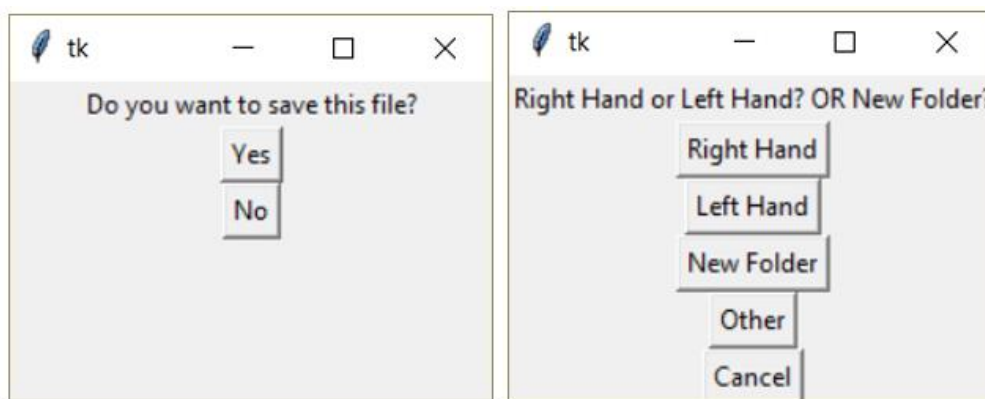 tk
Do you want to save this file?
Yes
No
tk
Right Hand or Left Hand? OR New Folder?
Right Hand
Left Hand
New Folder
Other
Cancel